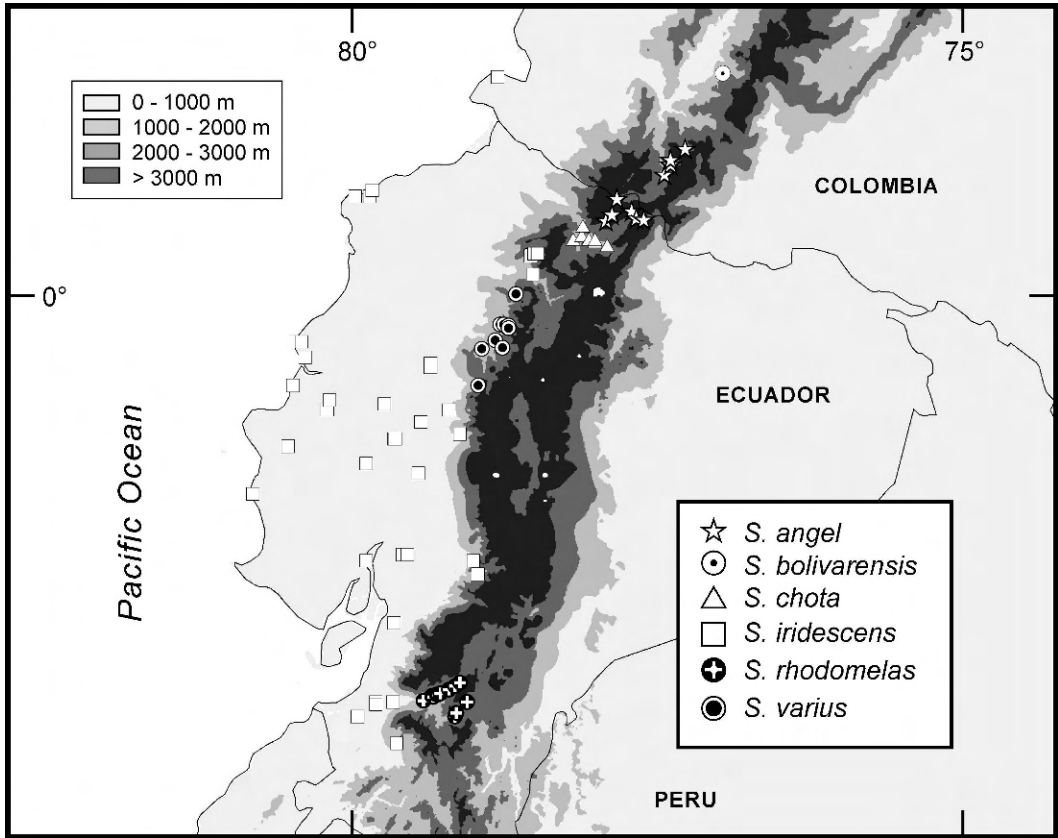 80°
75°
0 - 1000 m
1000 - 2000 m
2000 - 3000 m
> 3000 m
COLOMBIA
0°
ECUADOR
Pacific Ocean
S. angel
S. bolivarensis
S. chota
S. iridescens
S. rhodomelas
S. varius
PERU